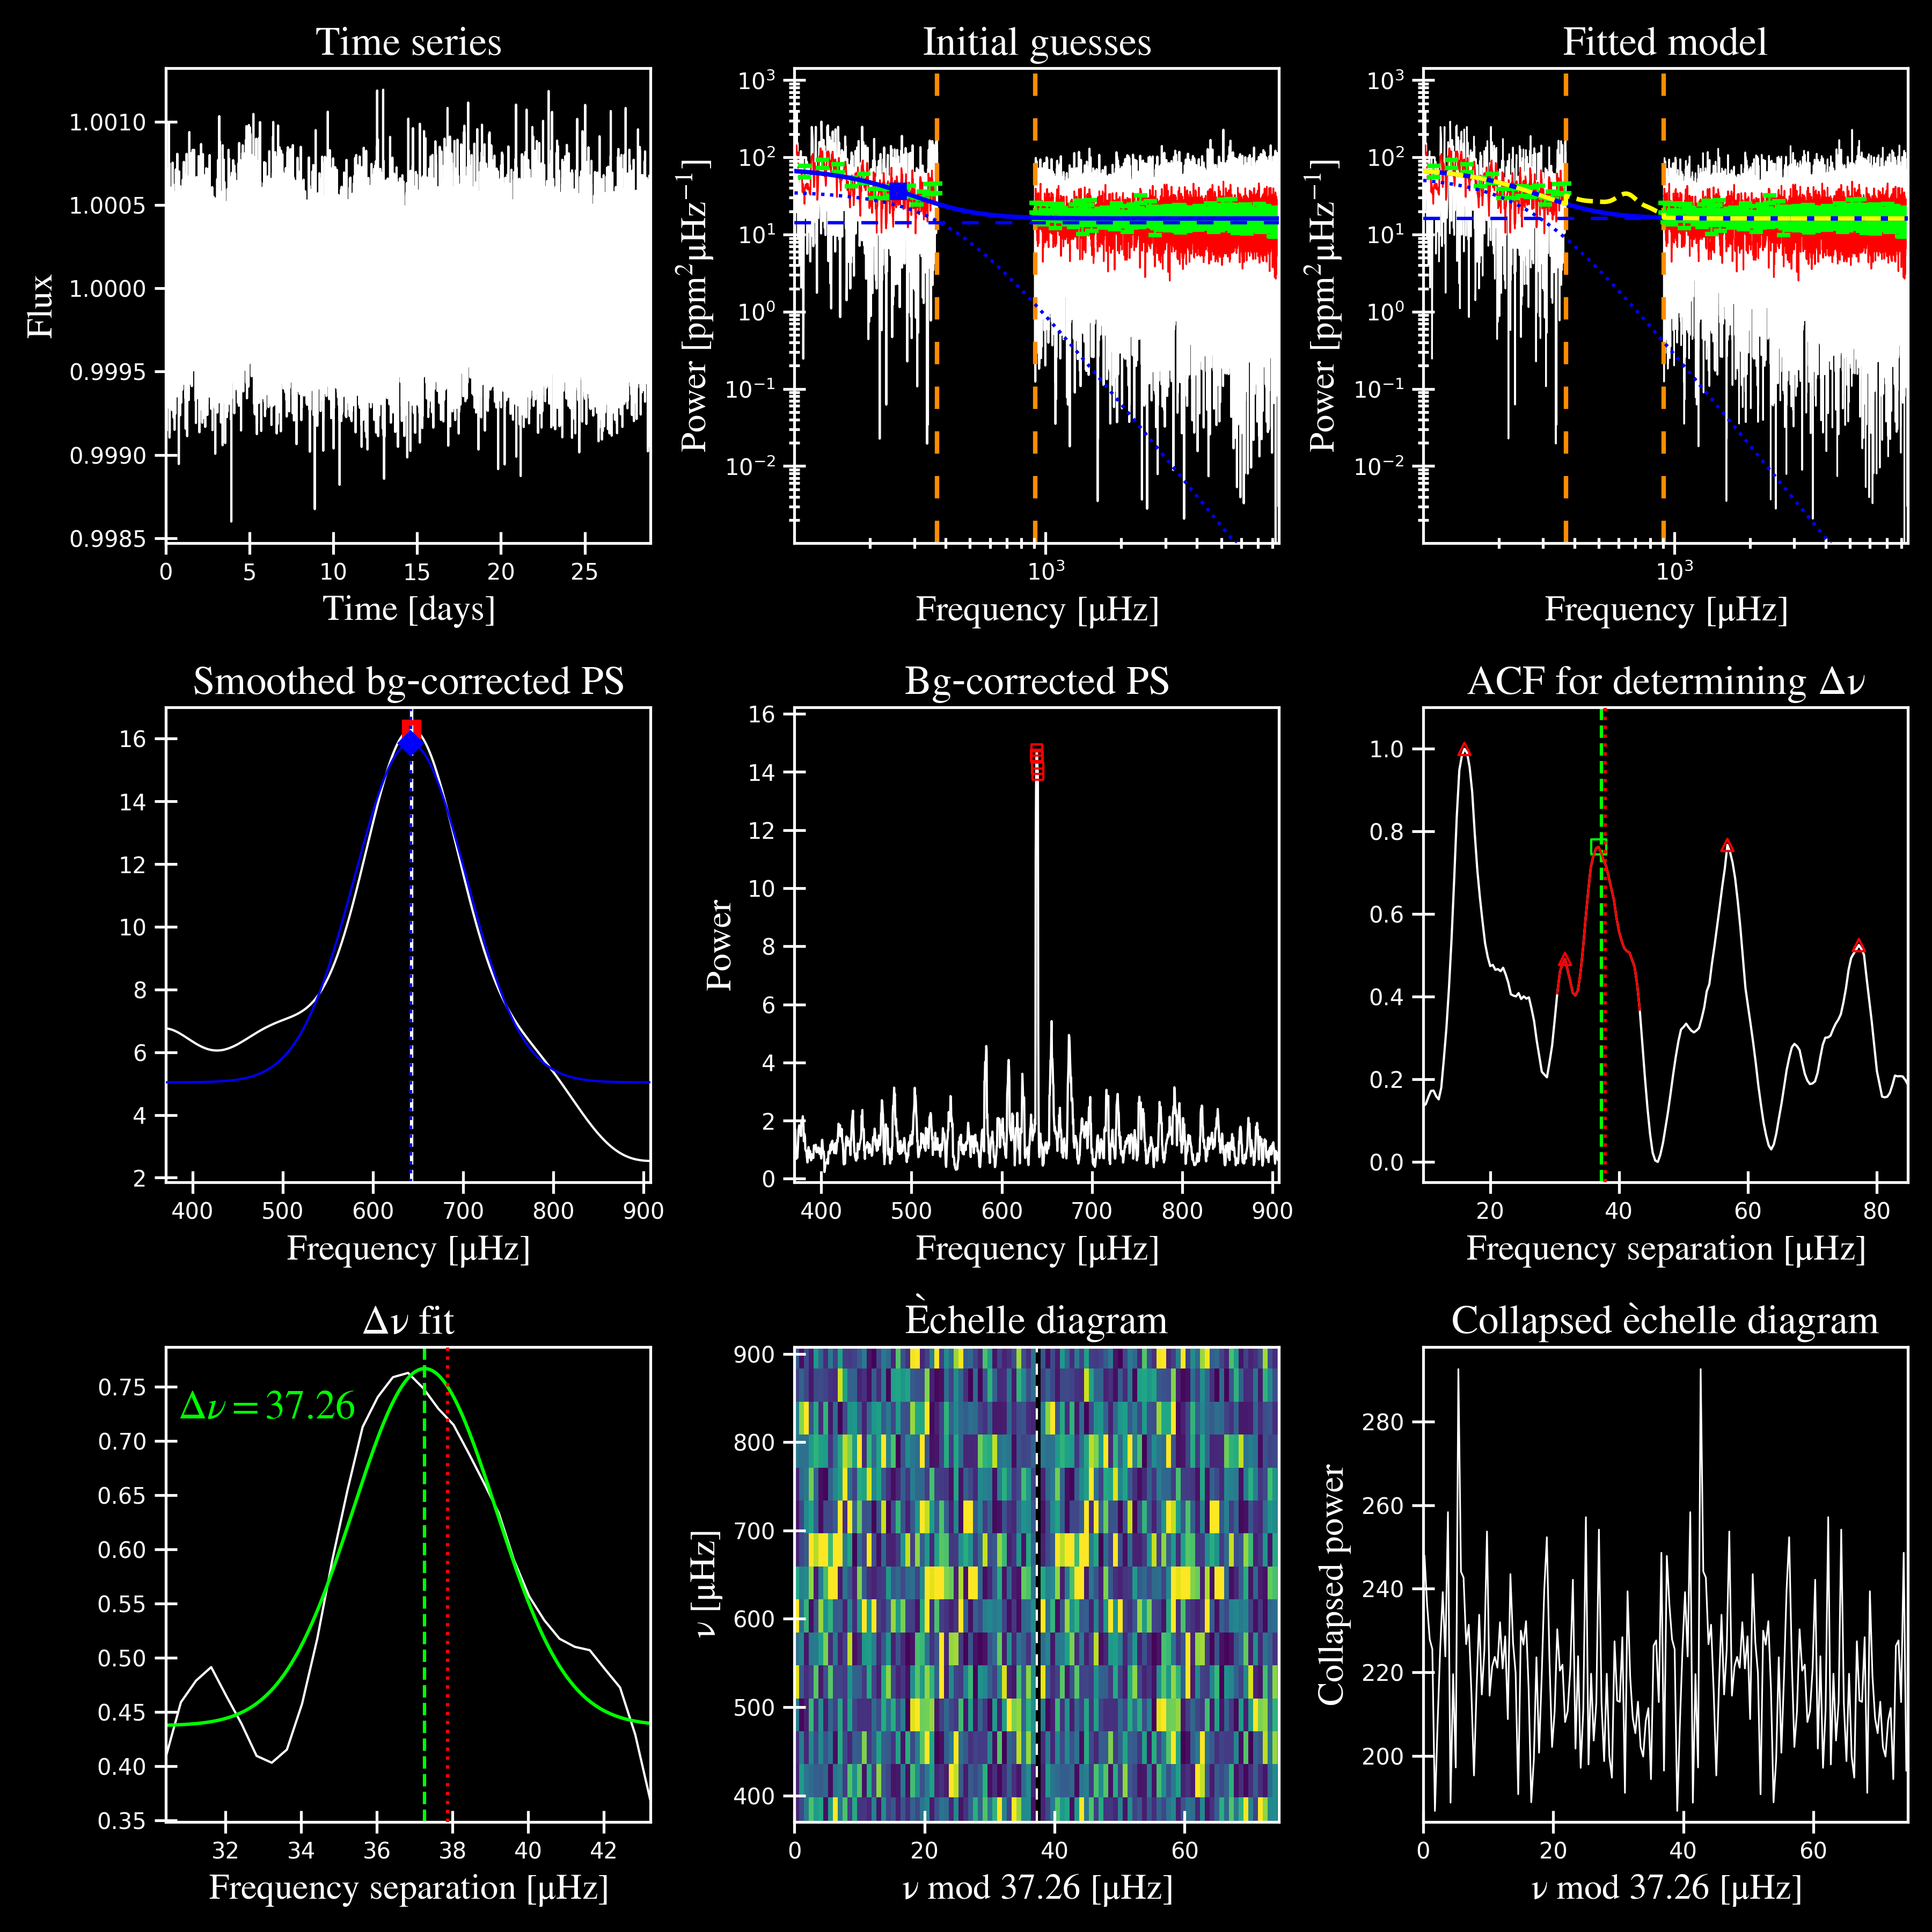 Time series
Initial guesses
Fitted model
1.0010
1.0005
1.0000
0.9995
0.9990
0.9985
Flux
0 5 10 15 20 25
Time [days]
10³
10²
10¹
10⁰
10⁻¹
10⁻²
Power [ppm²μHz⁻¹]
10³
Frequency [μHz]
10³
10²
10¹
10⁰
10⁻¹
10⁻²
Power [ppm²μHz⁻¹]
10³
Frequency [μHz]
Smoothed bg-corrected PS
Bg-corrected PS
ACF for determining Δν
16
14
12
10
8
6
4
2
400 500 600 700 800 900
Frequency [μHz]
16
14
12
10
8
6
4
2
0
Power
400 500 600 700 800 900
Frequency [μHz]
1.0
0.8
0.6
0.4
0.2
0.0
20 40 60 80
Frequency separation [μHz]
Δν fit
Èchelle diagram
Collapsed èchelle diagram
0.75
0.70
0.65
0.60
0.55
0.50
0.45
0.40
0.35
Δν = 37.26
32 34 36 38 40 42
Frequency separation [μHz]
900
800
700
600
500
400
ν [μHz]
0 20 40 60
ν mod 37.26 [μHz]
280
260
240
220
200
Collapsed power
0 20 40 60
ν mod 37.26 [μHz]